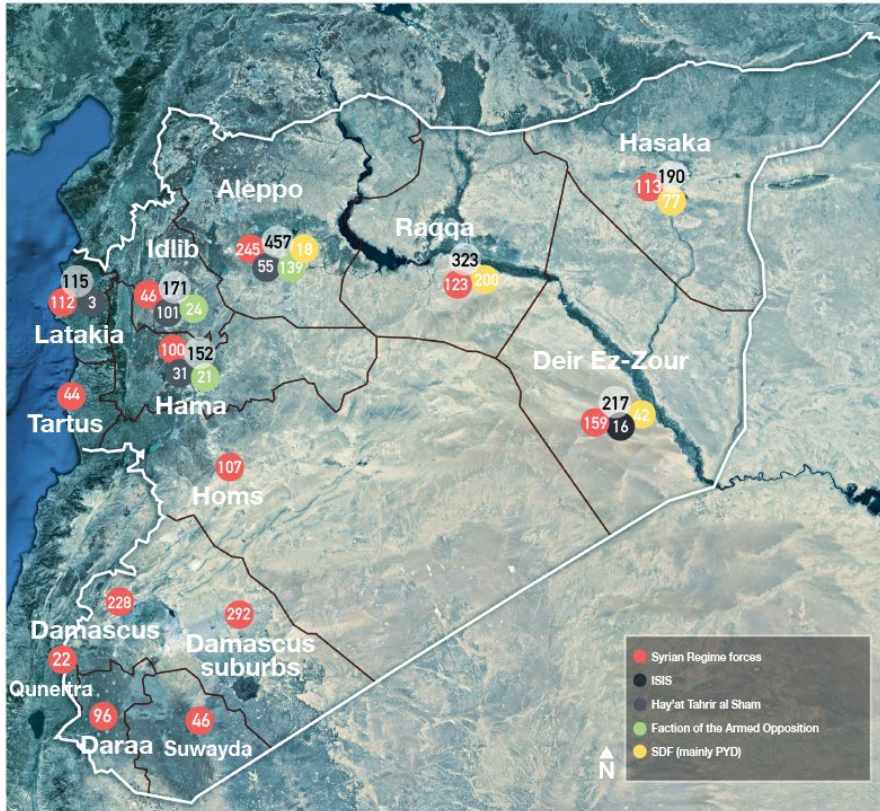 Hasaka
190
113
77
Aleppo
457
245
18
55
139
Raqqa
323
123
200
Idlib
171
46
101
24
115
112
3
Latakia
100
152
31
21
Hama
Deir Ez-Zour
217
159
42
16
44
Tartus
107
Homs
228
Damascus
292
Damascus
suburbs
22
Quneitra
96
Daraa
46
Suwayda
Syrian Regime forces
ISIS
Hay'at Tahrir al Sham
Faction of the Armed Opposition
SDF (mainly PYD)
N